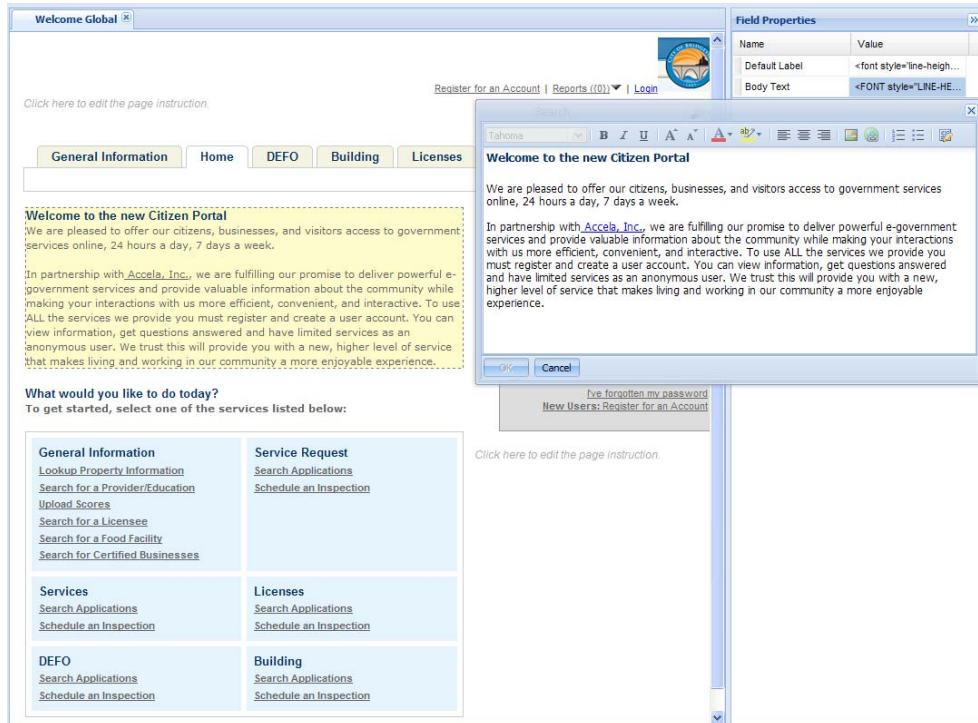 Welcome Global
Field Properties
Name Value
Default Label <font style='line-heigh...
Body Text <FONT style="LINE-HE...
Register for an Account | Reports ({0}) | Login
Click here to edit the page instruction.
General Information Home DEFO Building Licenses
Welcome to the new Citizen Portal
We are pleased to offer our citizens, businesses, and visitors access to government
services online, 24 hours a day, 7 days a week.
In partnership with Accela, Inc., we are fulfilling our promise to deliver powerful e-
government services and provide valuable information about the community while
making your interactions with us more efficient, convenient, and interactive. To use
ALL the services we provide you must register and create a user account. You can
view information, get questions answered and have limited services as an
anonymous user. We trust this will provide you with a new, higher level of service
that makes living and working in our community a more enjoyable experience.
Search
Tahoma B I U A A A ab
Welcome to the new Citizen Portal
We are pleased to offer our citizens, businesses, and visitors access to government services
online, 24 hours a day, 7 days a week.
In partnership with Accela, Inc., we are fulfilling our promise to deliver powerful e-government
services and provide valuable information about the community while making your interactions
with us more efficient, convenient, and interactive. To use ALL the services we provide you
must register and create a user account. You can view information, get questions answered
and have limited services as an anonymous user. We trust this will provide you with a new,
higher level of service that makes living and working in our community a more enjoyable
experience.
OK Cancel
I've forgotten my password
New Users: Register for an Account
What would you like to do today?
To get started, select one of the services listed below:
Click here to edit the page instruction.
General Information
Lookup Property Information
Search for a Provider/Education
Upload Scores
Search for a Licensee
Search for a Food Facility
Search for Certified Businesses
Service Request
Search Applications
Schedule an Inspection
Services
Search Applications
Schedule an Inspection
Licenses
Search Applications
Schedule an Inspection
DEFO
Search Applications
Schedule an Inspection
Building
Search Applications
Schedule an Inspection